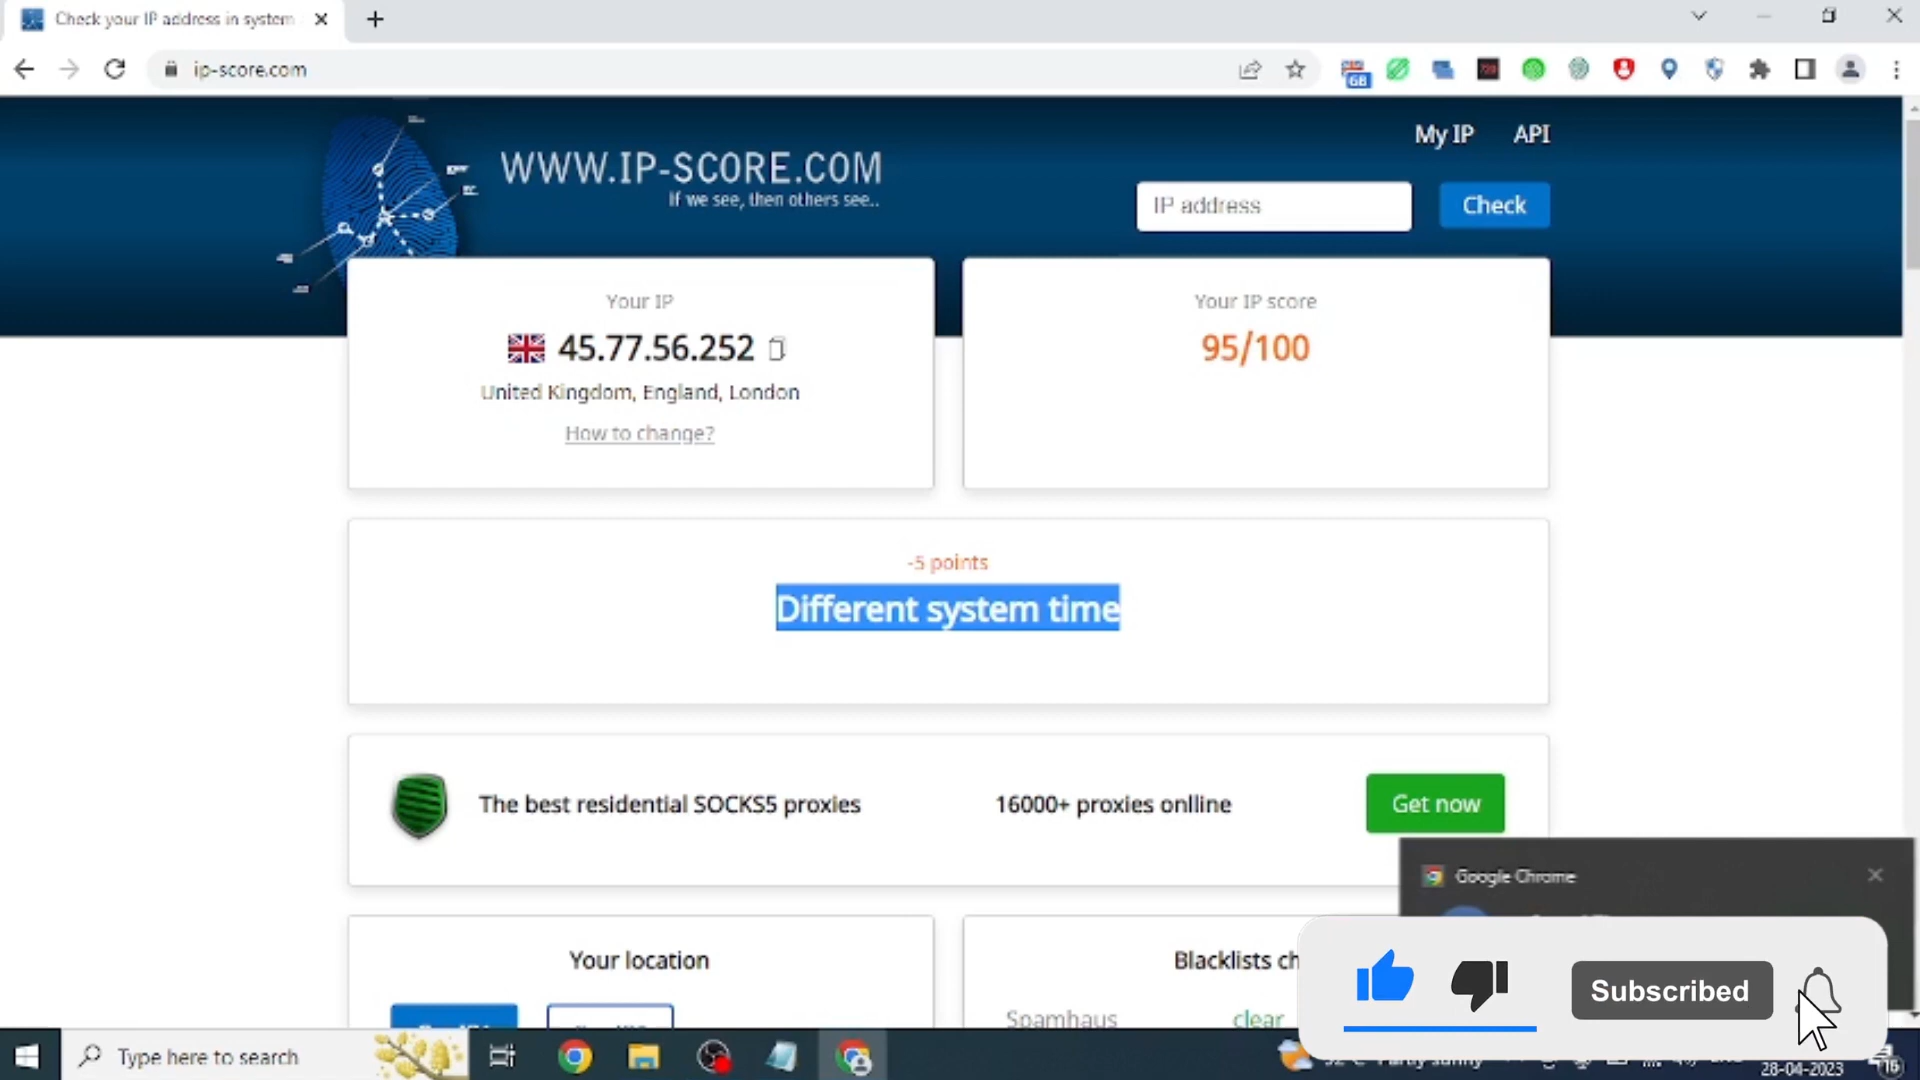 Check your IP address in system
ip-score.com
68
My IP
API
WWW.IP-SCORE.COM
If we see, then others see..
IP address
Check
Your IP
45.77.56.252
United Kingdom, England, London
How to change?
Your IP score
95/100
-5 points
Different system time
The best residential SOCKS5 proxies
16000+ proxies onlline
Get now
Google Chrome
Your location
Blacklists ch
Spamhaus
clear
Subscribed
Type here to search
28-04-2023
16